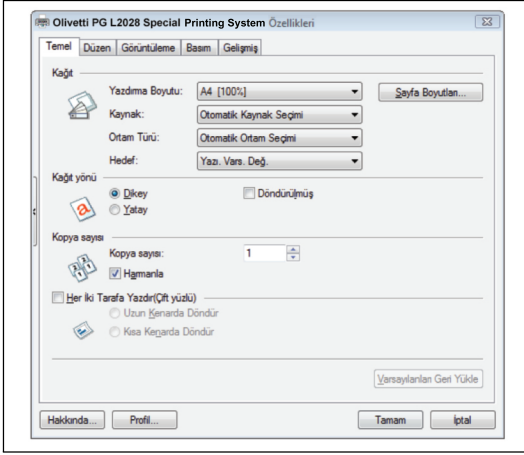 Olivetti PG L2028 Special Printing System Özellikleri
Temel Düzen Görüntüleme Basım Gelişmiş
Kağıt
Yazdırma Boyutu: A4 [100%] Sayfa Boyutları...
Kaynak: Otomatik Kaynak Seçimi
Ortam Türü: Otomatik Ortam Seçimi
Hedef: Yazı. Vars. Değ.
Kağıt yönü
Dikey Döndürülmüş
Yatay
Kopya sayısı
Kopya sayısı: 1
Harmanla
Her İki Tarafa Yazdır(Çift yüzlü)
Uzun Kenarda Döndür
Kısa Kenarda Döndür
Varsayılanları Geri Yükle
Hakkında... Profil... Tamam İptal